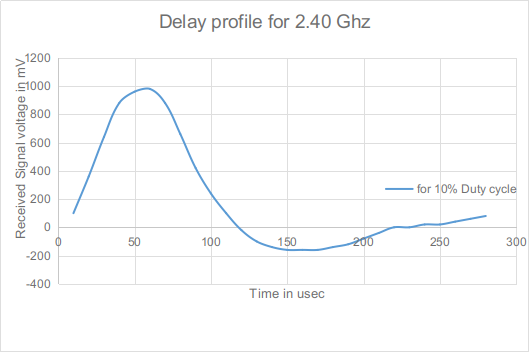 Delay profile for 2.40 Ghz
Received Signal voltage in mV
1200
1000
800
600
400
200
0
-200
-400
0 50 100 150 200 250 300
for 10% Duty cycle
Time in usec